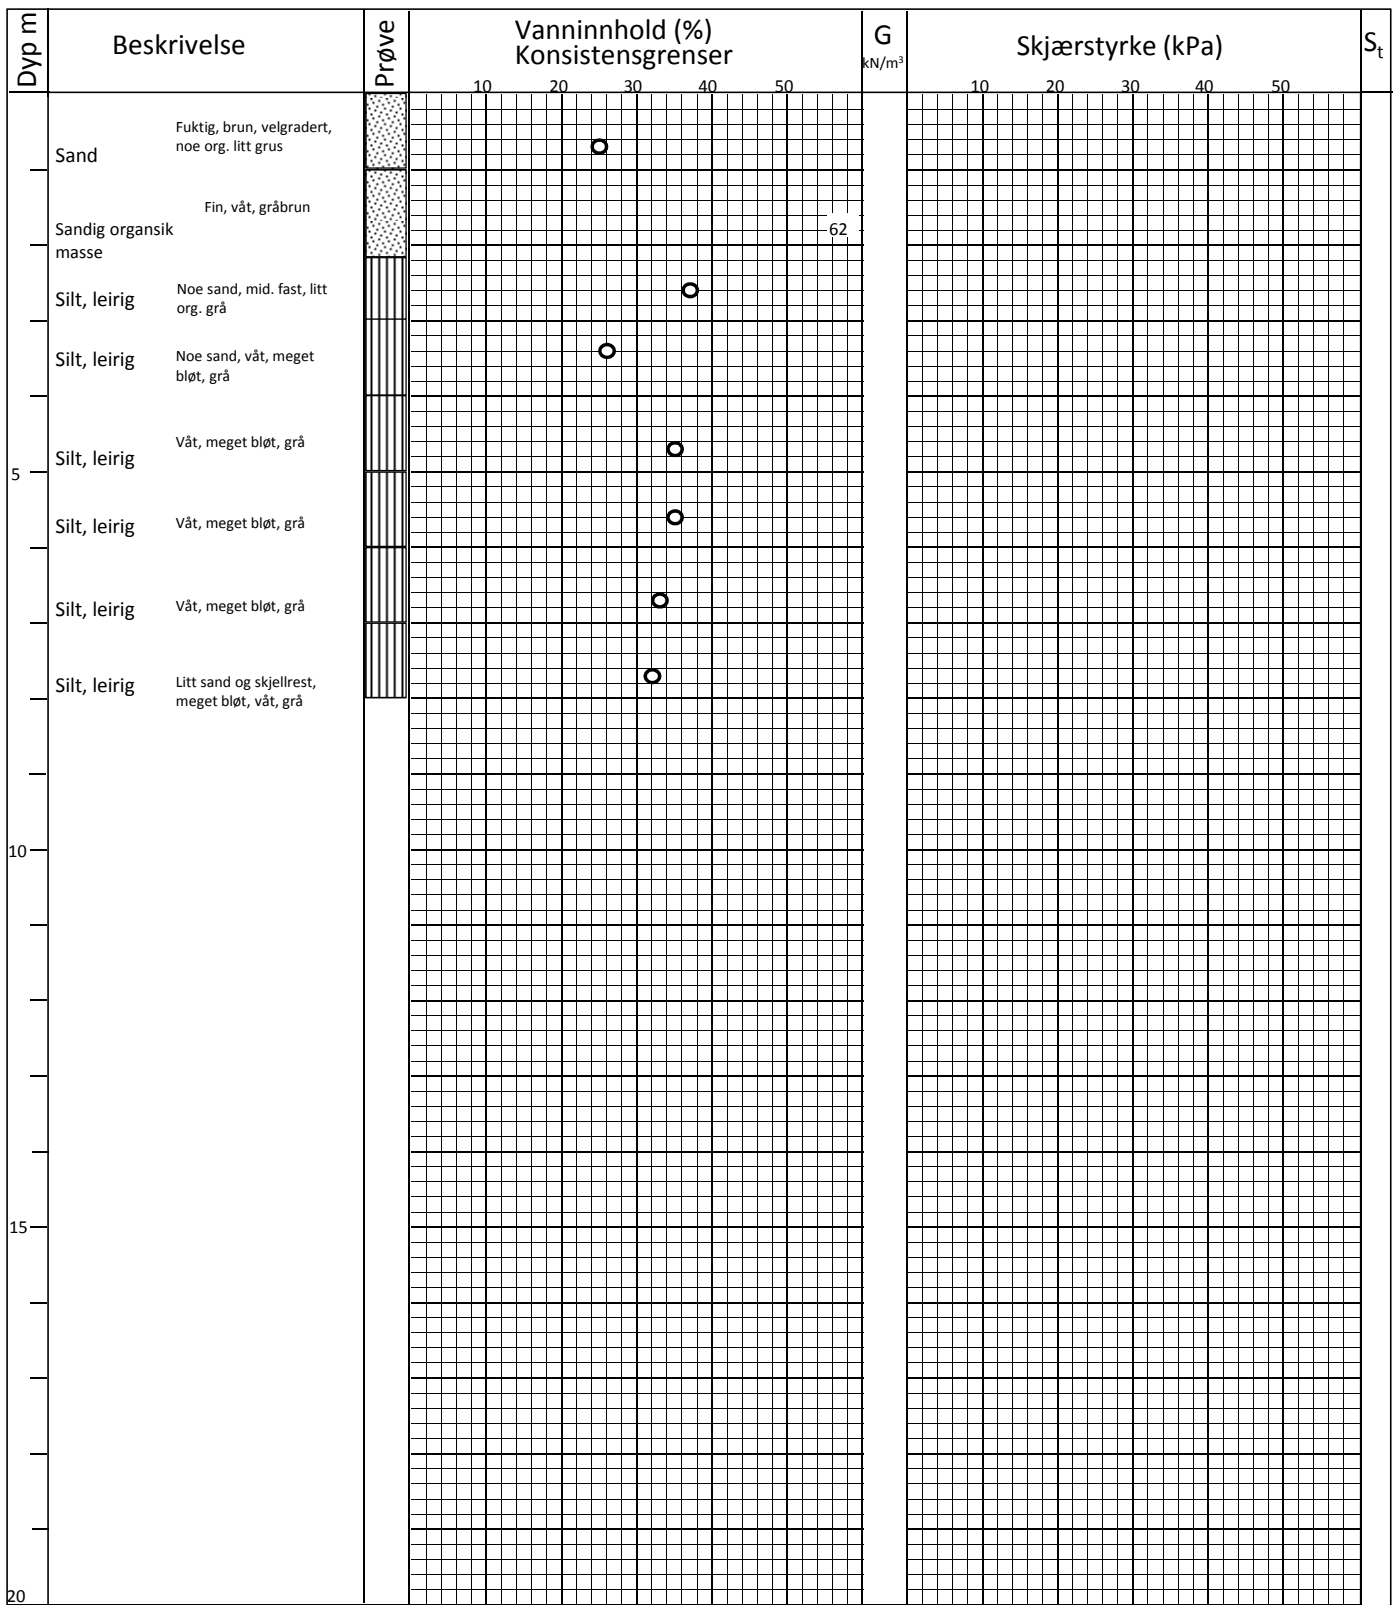 Dyp m
Beskrivelse
Prøve
Vanninnhold (%)
Konsistensgrenser
G
kN/m³
Skjærstyrke (kPa)
St
10 20 30 40 50
10 20 30 40 50
Fuktig, brun, velgradert,
noe org. litt grus
Sand
Fin, våt, gråbrun
Sandig organsik
masse
62
Silt, leirig
Noe sand, mid. fast, litt
org. grå
Silt, leirig
Noe sand, våt, meget
bløt, grå
Silt, leirig
Våt, meget bløt, grå
5
Silt, leirig
Våt, meget bløt, grå
Silt, leirig
Våt, meget bløt, grå
Silt, leirig
Litt sand og skjellrest,
meget bløt, våt, grå
10
15
20